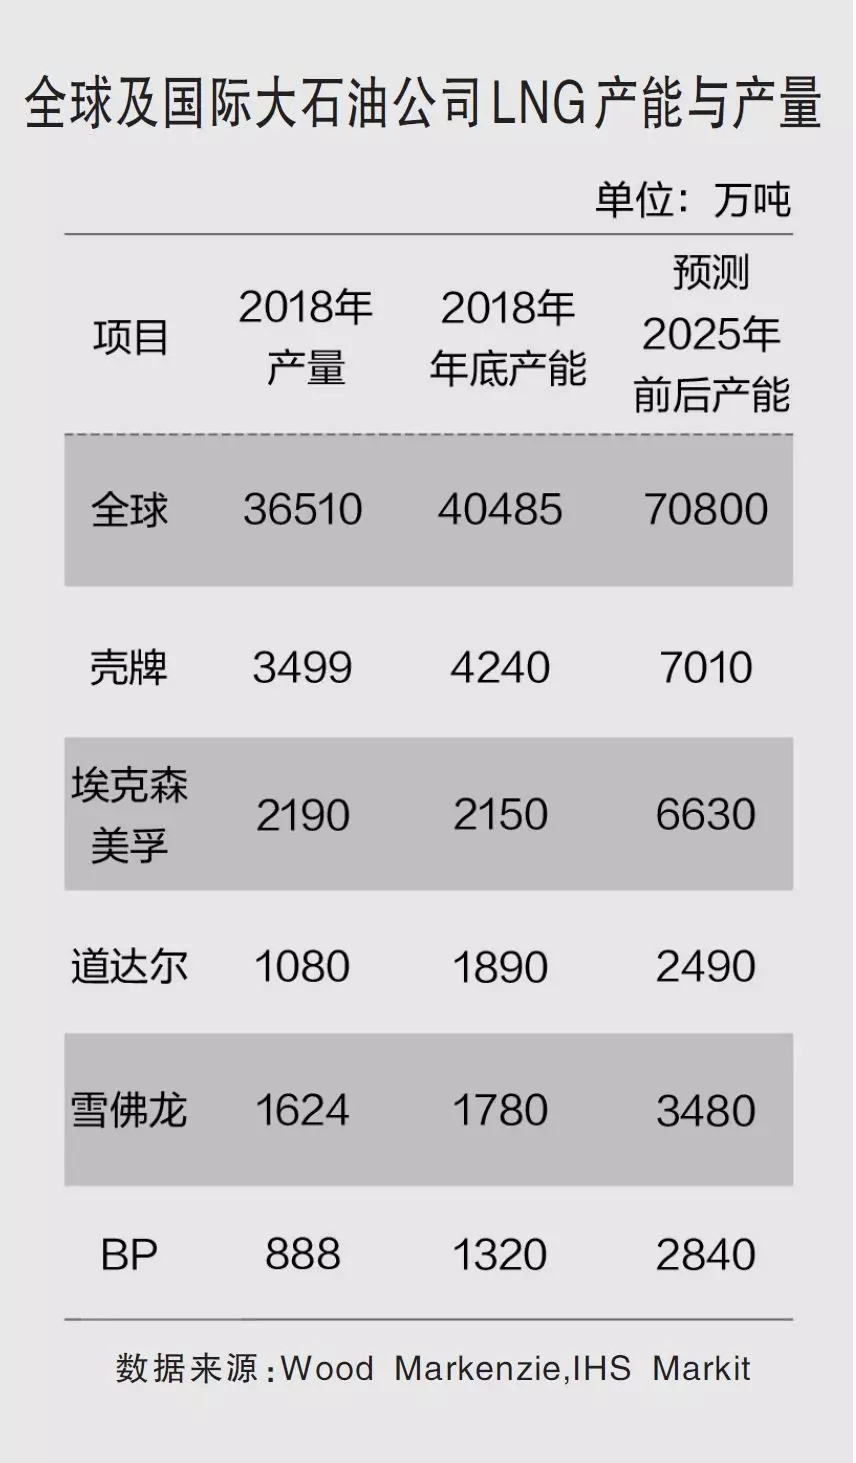 全球及国际大石油公司LNG产能与产量
单位：万吨
项目 2018年产量 2018年年底产能 预测2025年前后产能
全球 36510 40485 70800
壳牌 3499 4240 7010
埃克森美孚 2190 2150 6630
道达尔 1080 1890 2490
雪佛龙 1624 1780 3480
BP 888 1320 2840
数据来源:Wood Markenzie,IHS Markit